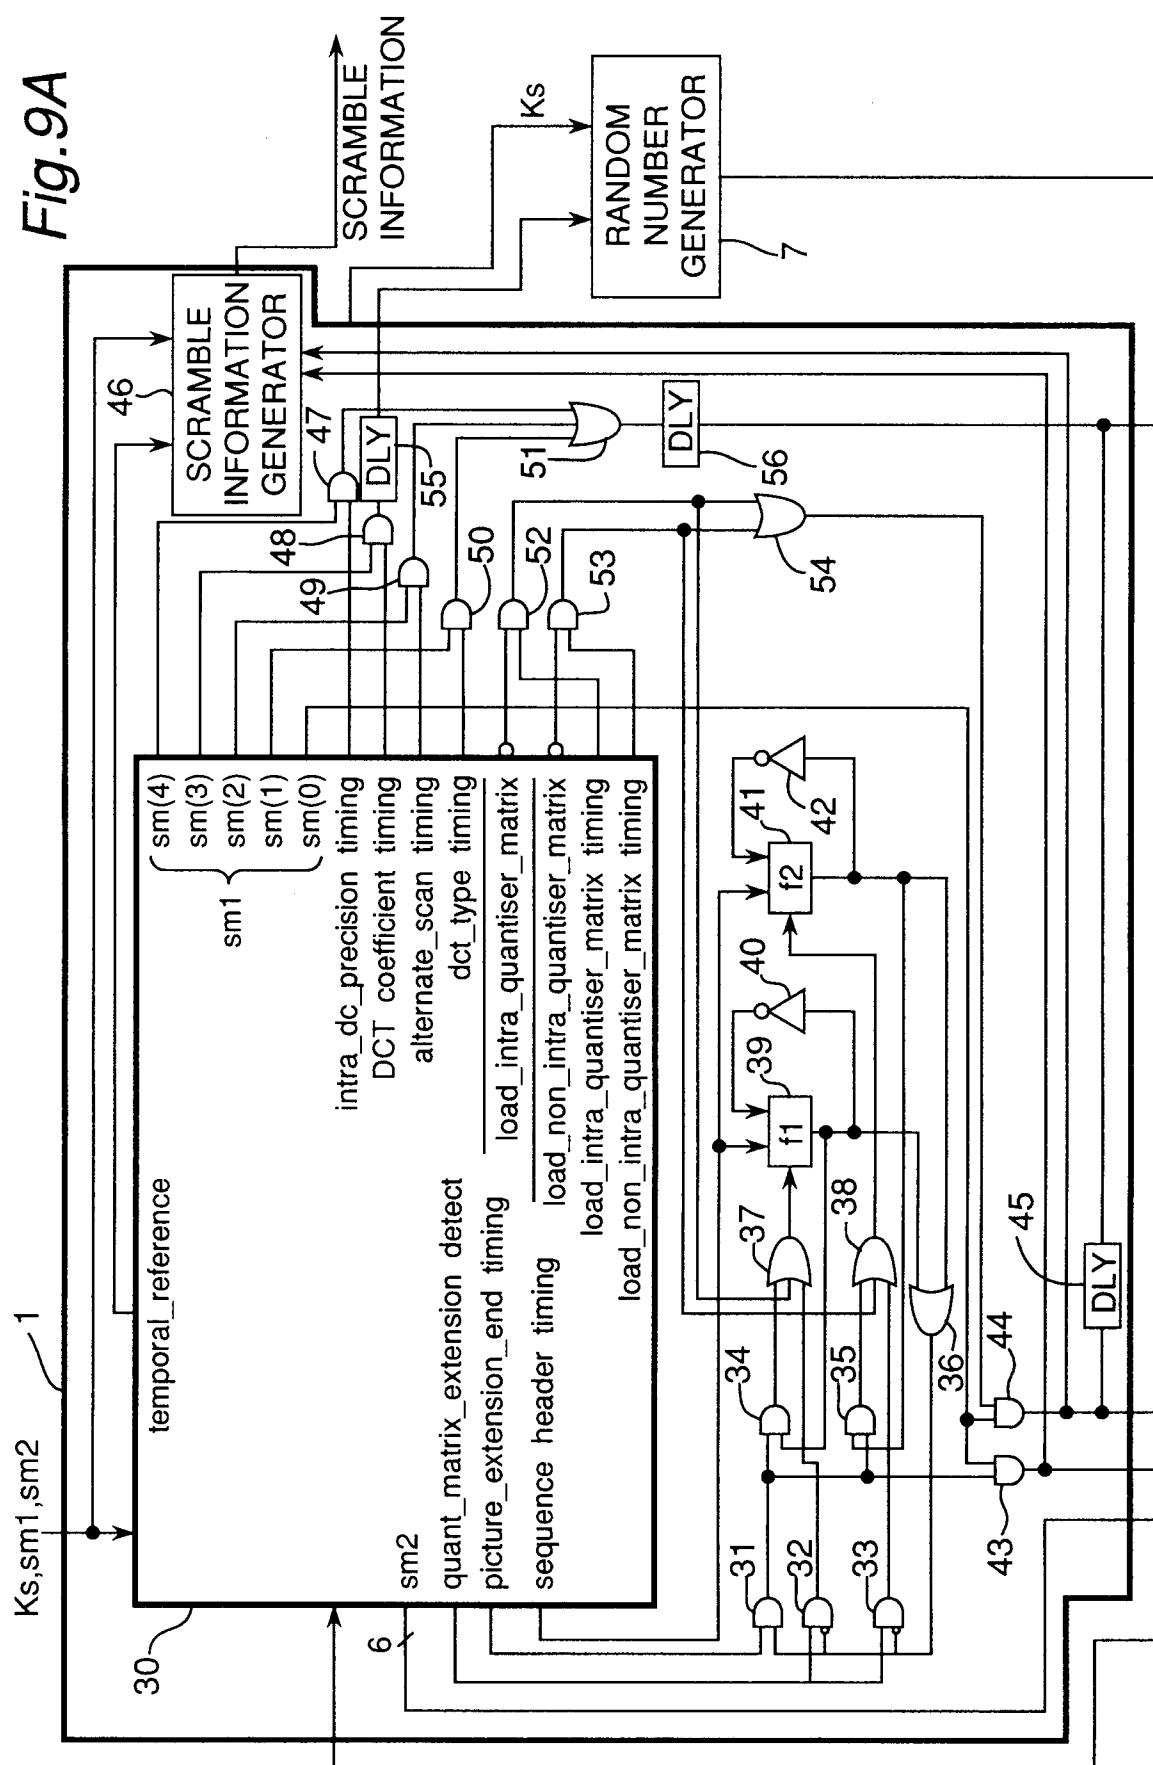 Fig.9A
Ks,sm1,sm2
1
30
temporal_reference
sm2
6
quant_matrix_extension detect
picture_extension_end timing
sequence header timing
sm1
sm(4)
sm(3)
sm(2)
sm(1)
sm(0)
intra_dc_precision timing
DCT coefficient timing
alternate_scan timing
dct_type timing
load_intra_quantiser_matrix
load_non_intra_quantiser_matrix
load_intra_quantiser_matrix timing
load_non_intra_quantiser_matrix timing
46
SCRAMBLE
INFORMATION
GENERATOR
SCRAMBLE
INFORMATION
Ks
RANDOM
NUMBER
GENERATOR
7
47
48
49
50
52
53
DLY
55
51
DLY
56
54
31
32
33
34
35
36
37
38
39
f1
40
41
f2
42
43
44
45
DLY